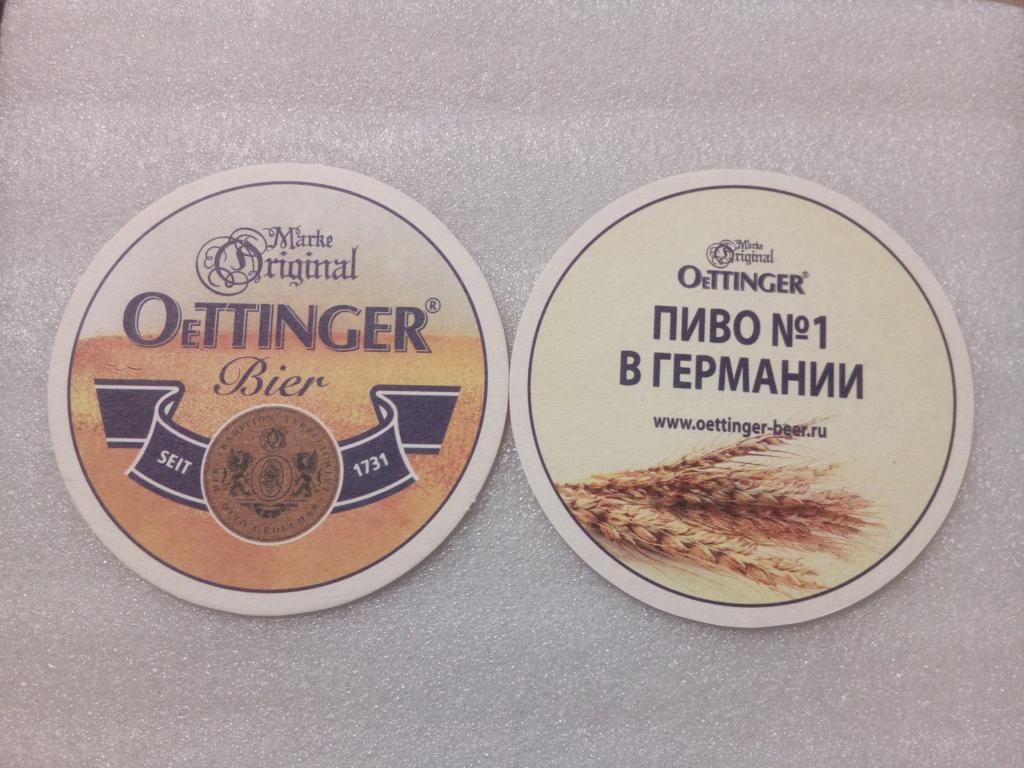 Marke
Original
OeTTINGER®
Bier
SEIT
1731
Marke
Original
OeTTINGER®
ПИВО №1
В ГЕРМАНИИ
www.oettinger-beer.ru